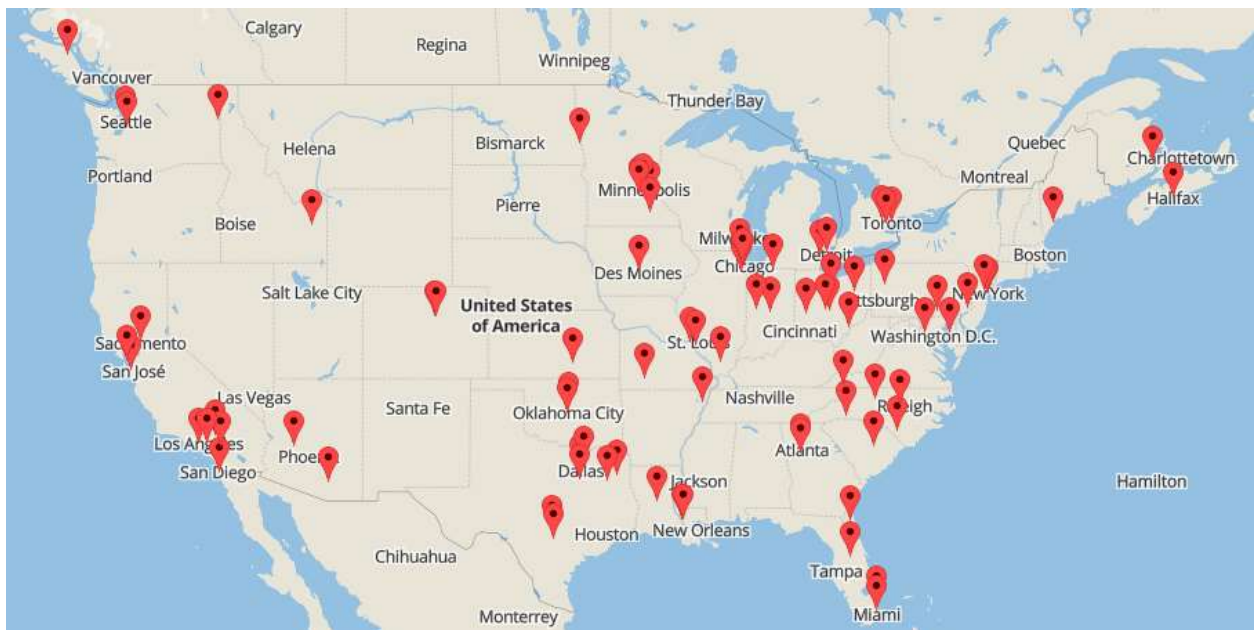 Calgary
Regina
Winnipeg
Vancouver
Thunder Bay
Seattle
Helena
Bismarck
Quebec
Charlottetown
Portland
Minneapolis
Montreal
Pierre
Halifax
Boise
Toronto
Milwaukee
Detroit
Boston
Chicago
Des Moines
Salt Lake City
United States
of America
Pittsburgh
New York
Sacramento
Cincinnati
Washington D.C.
St. Louis
San José
Las Vegas
Santa Fe
Nashville
Oklahoma City
Raleigh
Los Angeles
Phoenix
Atlanta
San Diego
Dallas
Jackson
Hamilton
Houston
New Orleans
Chihuahua
Tampa
Monterrey
Miami